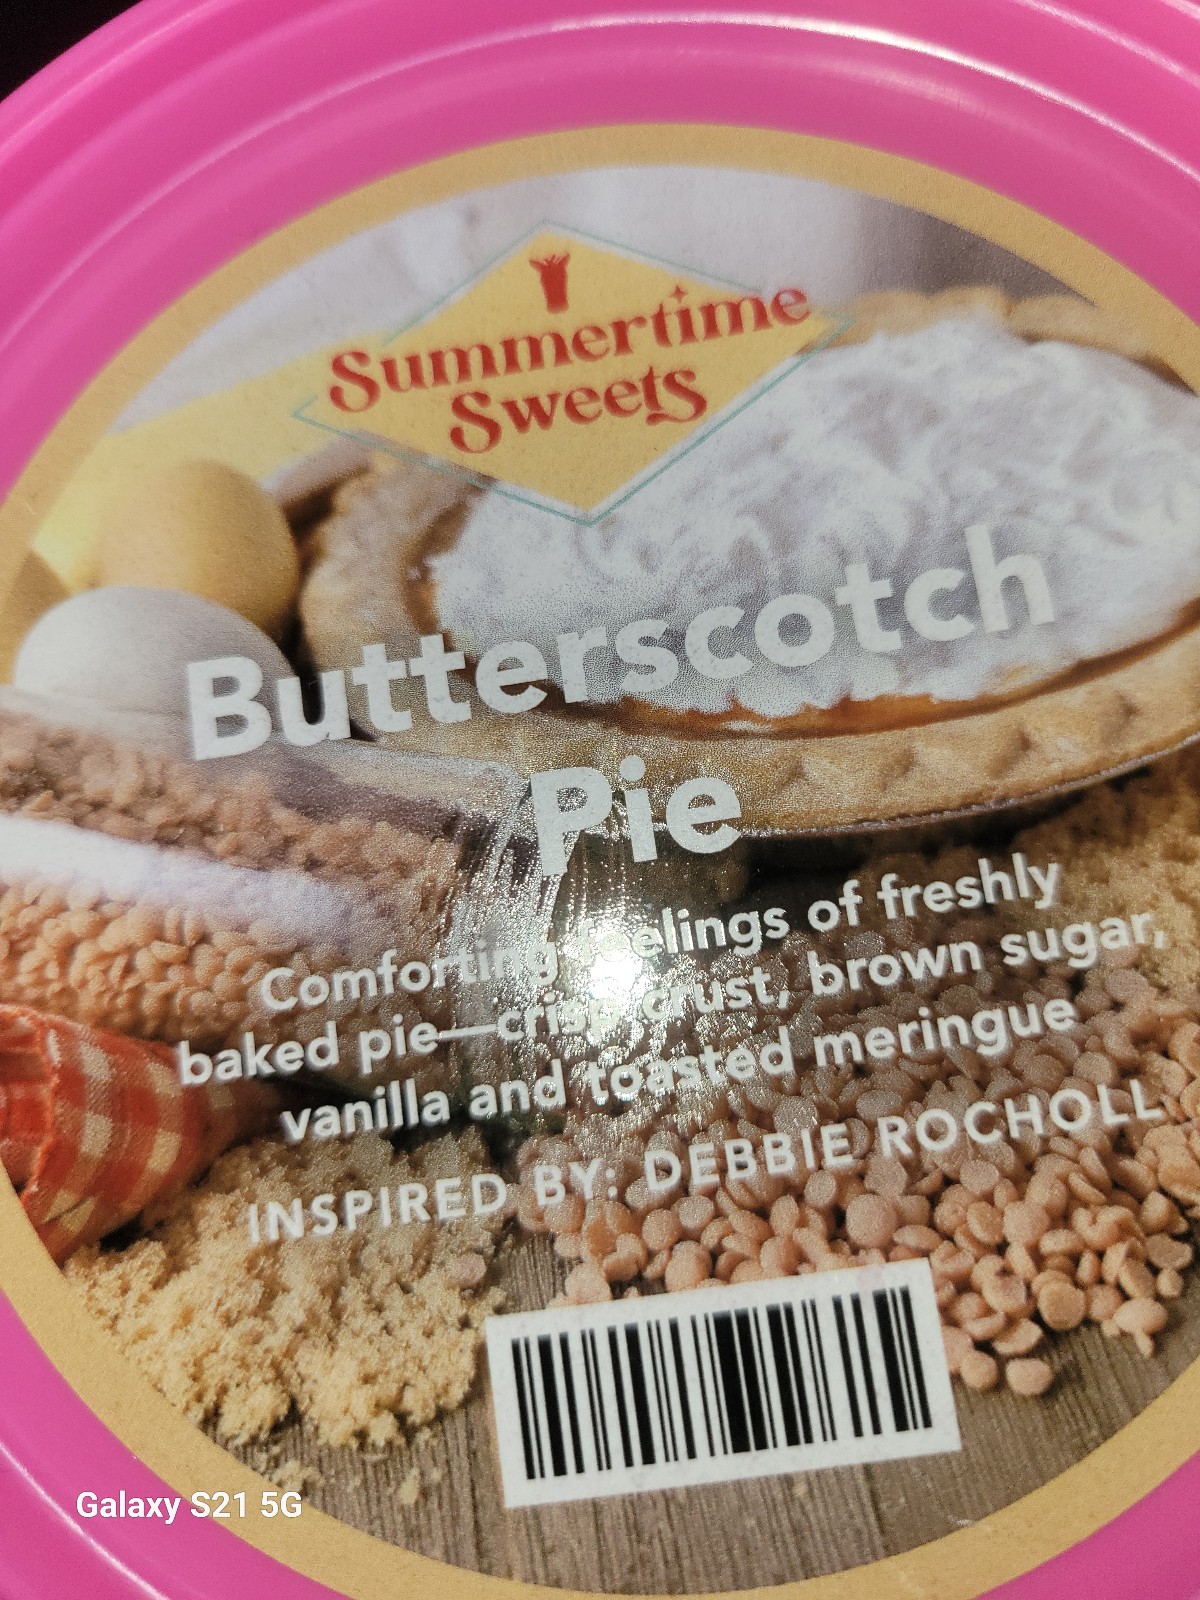 Summertime
Sweets
Butterscotch
Pie
Comforting feelings of freshly
baked pie—crisp crust, brown sugar,
vanilla and toasted meringue
INSPIRED BY: DEBBIE ROCHOLL
Galaxy S21 5G